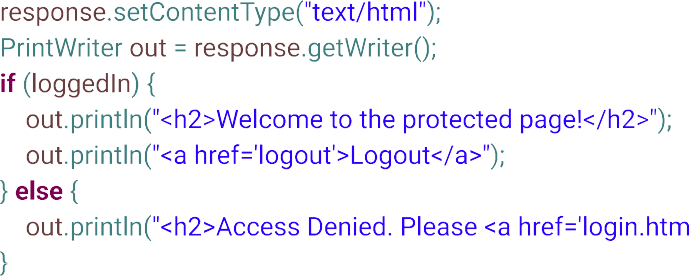 response.setContentType("text/html");
PrintWriter out = response.getWriter();
if (loggedIn) {
out.println("<h2>Welcome to the protected page!</h2>");
out.println("<a href='logout'>Logout</a>");
} else {
out.println("<h2>Access Denied. Please <a href='login.htm
}